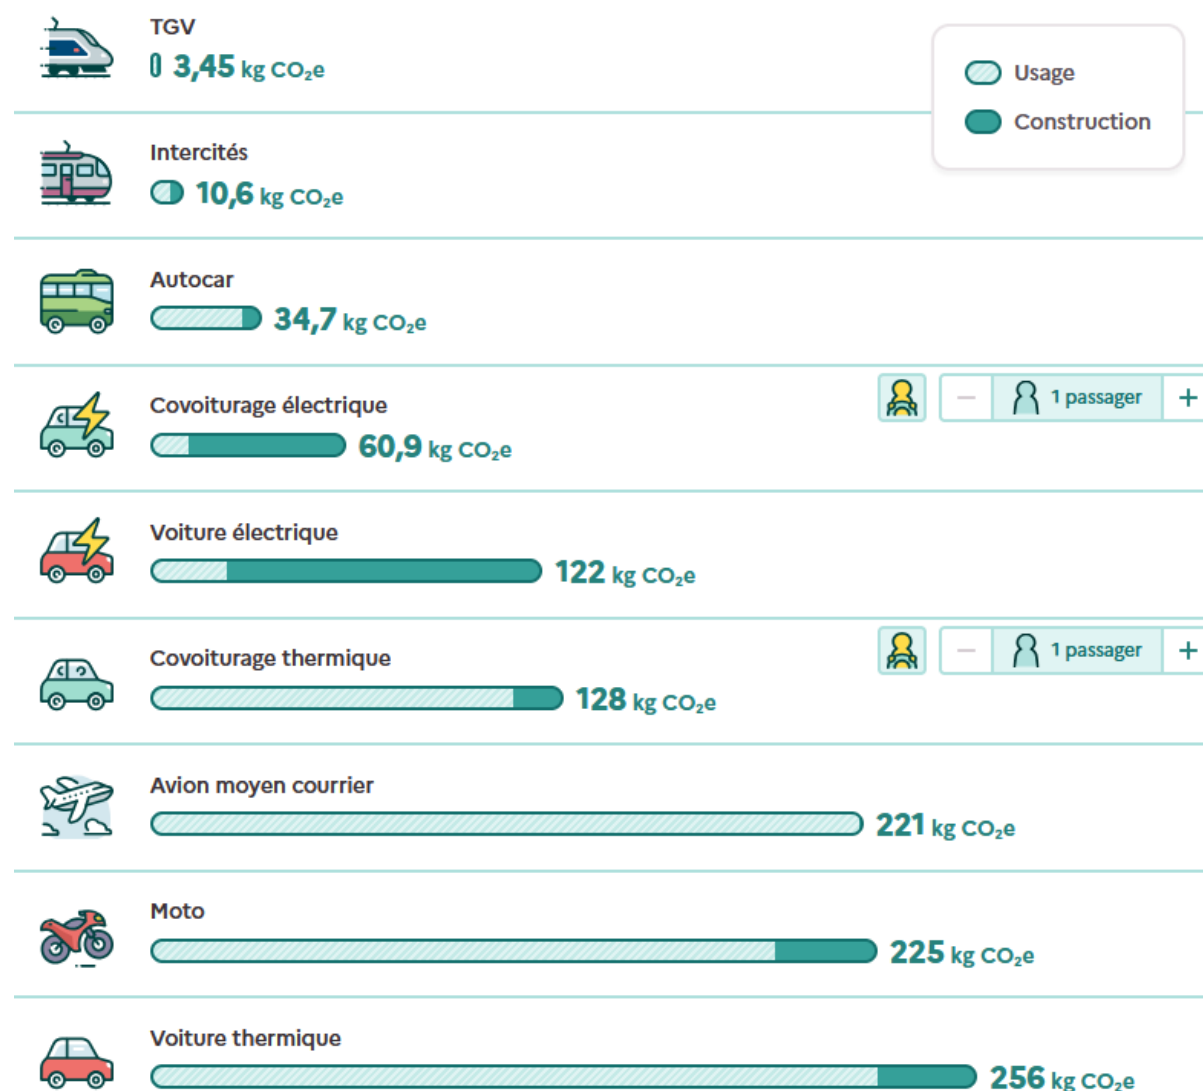 TGV
3,45 kg CO₂e
Usage
Construction
Intercités
10,6 kg CO₂e
Autocar
34,7 kg CO₂e
Covoiturage électrique
1 passager
60,9 kg CO₂e
Voiture électrique
122 kg CO₂e
Covoiturage thermique
1 passager
128 kg CO₂e
Avion moyen courrier
221 kg CO₂e
Moto
225 kg CO₂e
Voiture thermique
256 kg CO₂e